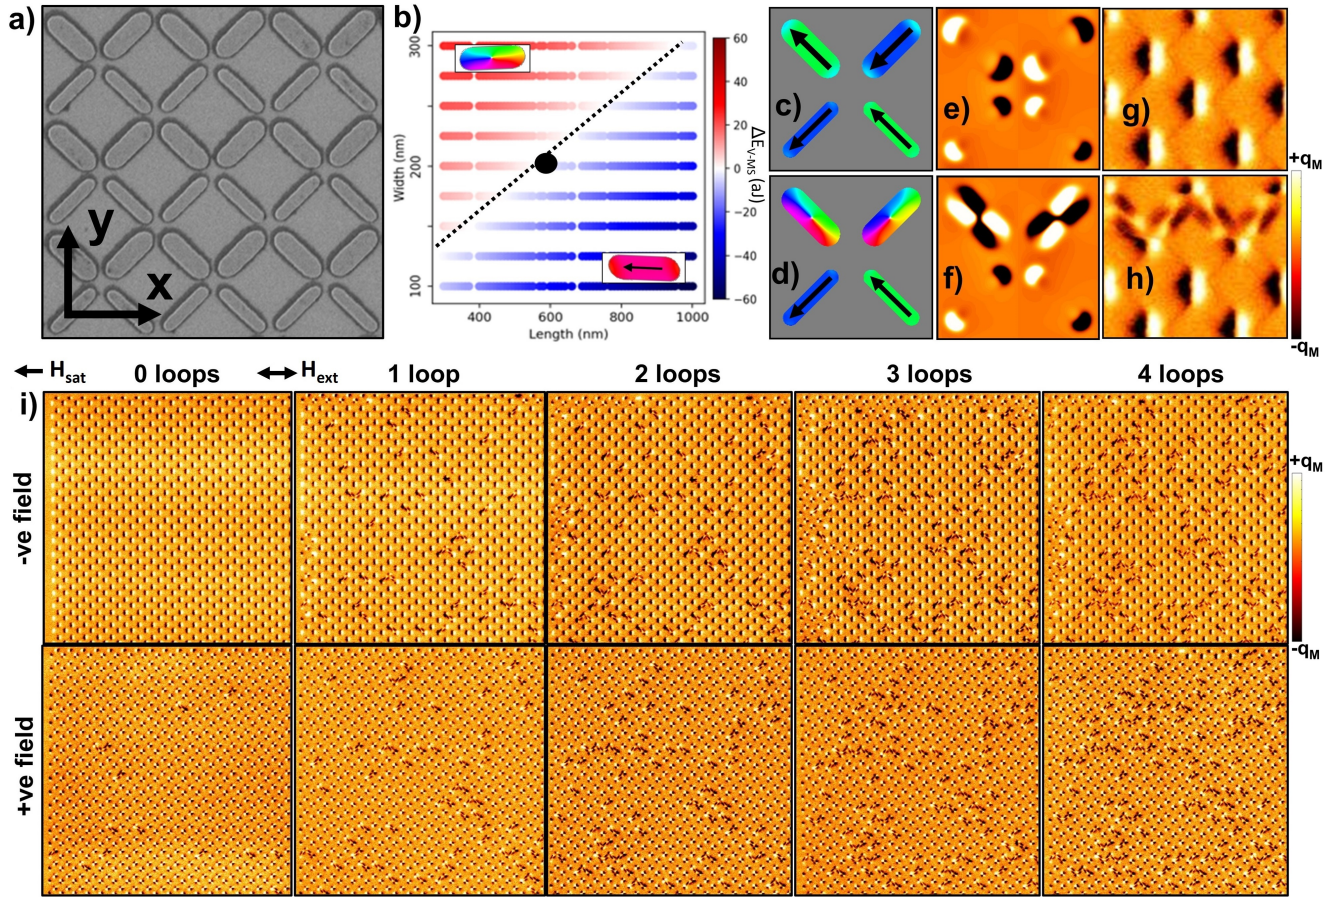 a)
y
x
b)
300
200
100
Width (nm)
400
600
800
1000
Length (nm)
60
40
20
0
−20
−40
−60
ΔE_V-MS (aJ)
c)
d)
e)
f)
g)
h)
+q_M
-q_M
H_sat
0 loops
H_ext
1 loop
2 loops
3 loops
4 loops
i)
-ve field
+ve field
+q_M
-q_M